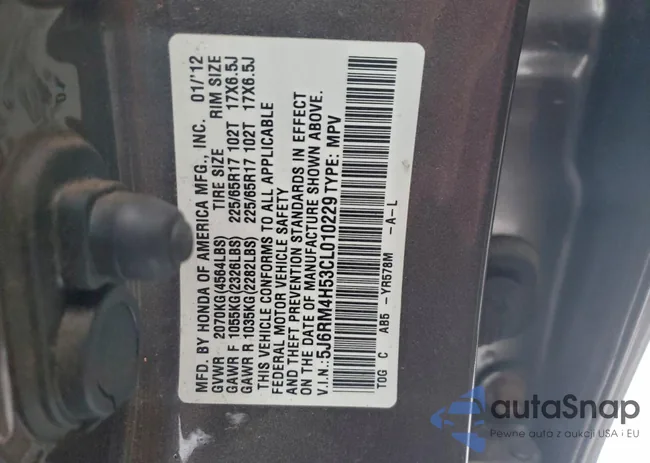 MFD. BY HONDA OF AMERICA MFG., INC. 01/'12
GVWR 2070KG(4564LBS) TIRE SIZE RIM SIZE
GAWR F 1055KG(2326LBS) 225/65R17 102T 17X6.5J
GAWR R 1035KG(2282LBS) 225/65R17 102T 17X6.5J
THIS VEHICLE CONFORMS TO ALL APPLICABLE
FEDERAL MOTOR VEHICLE SAFETY
AND THEFT PREVENTION STANDARDS IN EFFECT
ON THE DATE OF MANUFACTURE SHOWN ABOVE.
V.I.N.: 5J6RM4H53CL010229 TYPE: MPV
T0G C AB5 -YR578M -A-L
autaSnap
Pewne auta z aukcji USA i EU